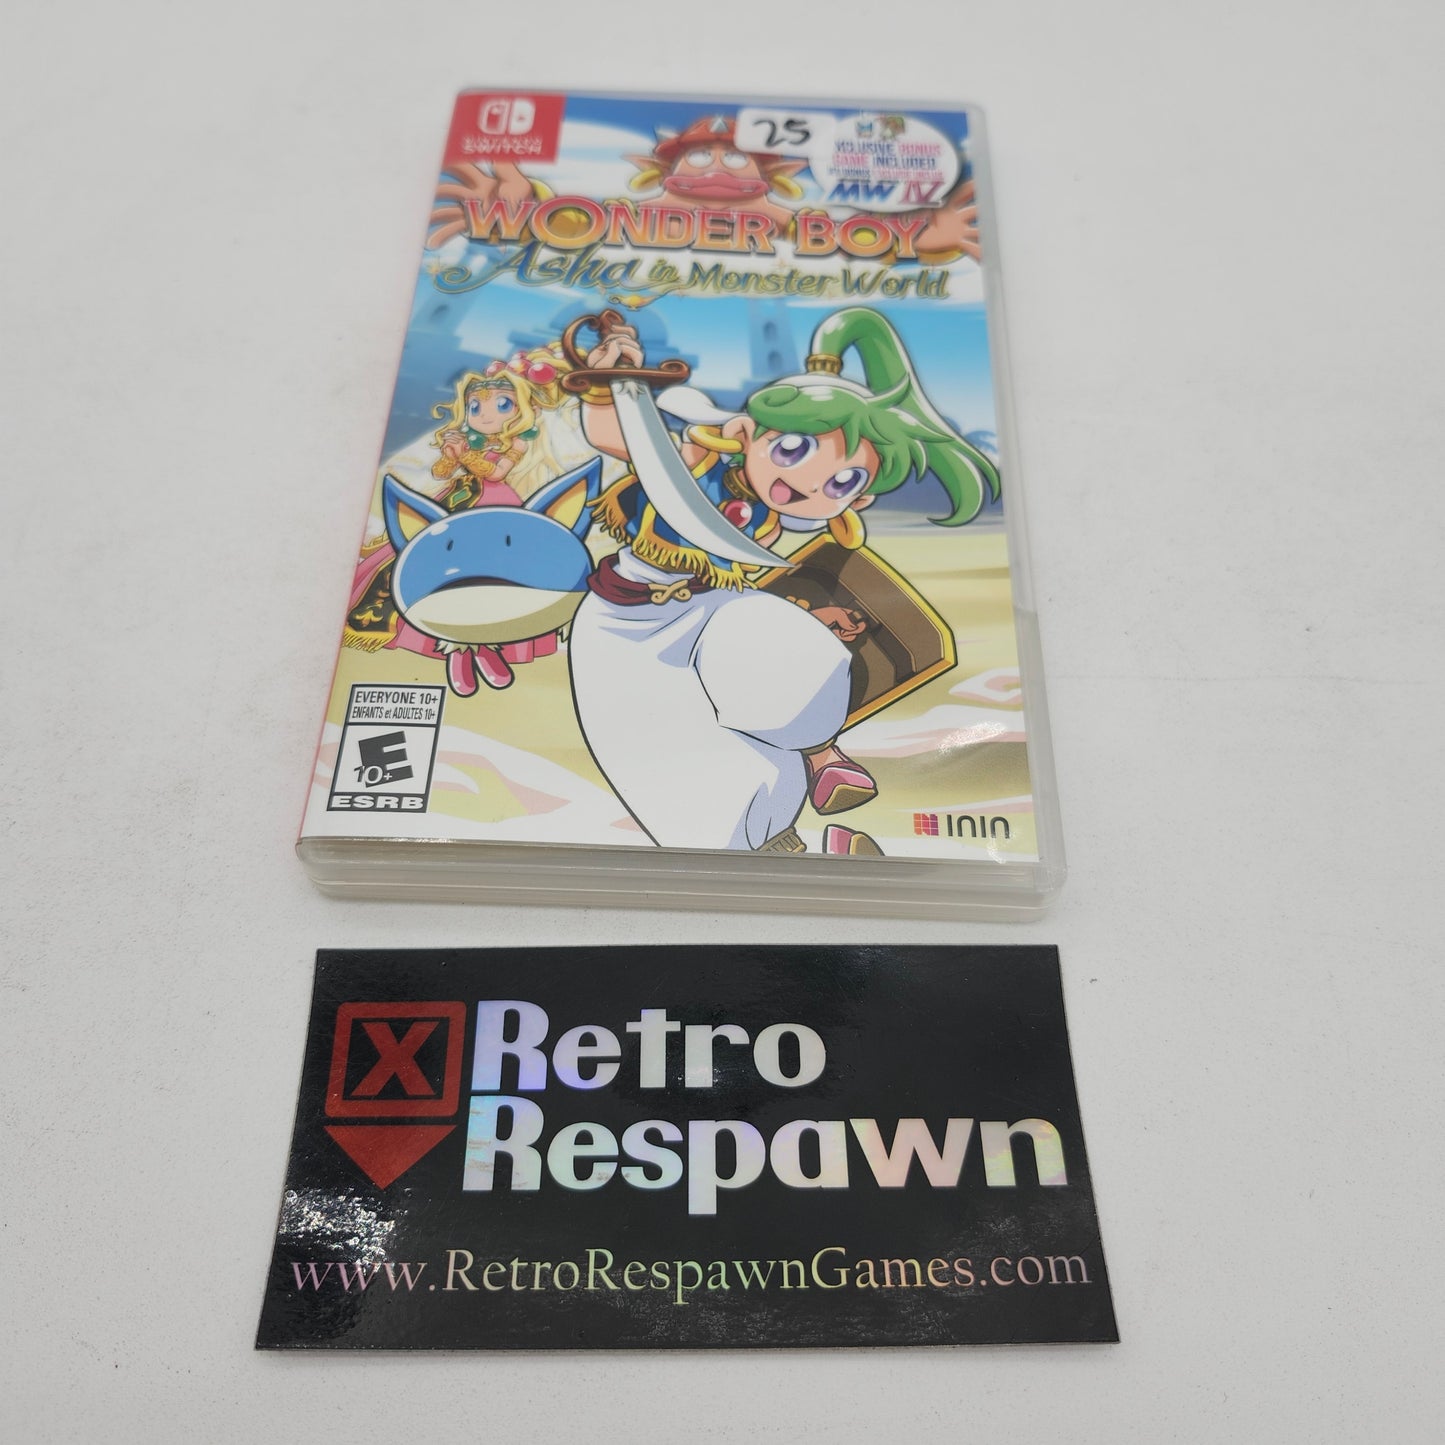 NINTENDO
SWITCH
25
EXCLUSIVE BONUS
GAME INCLUDED
MW IV
WONDER BOY
Asha in Monster World
EVERYONE 10+
ENFANTS et ADULTES 10+
E
10+
ESRB
ININ
X
Retro
Respawn
www.RetroRespawnGames.com